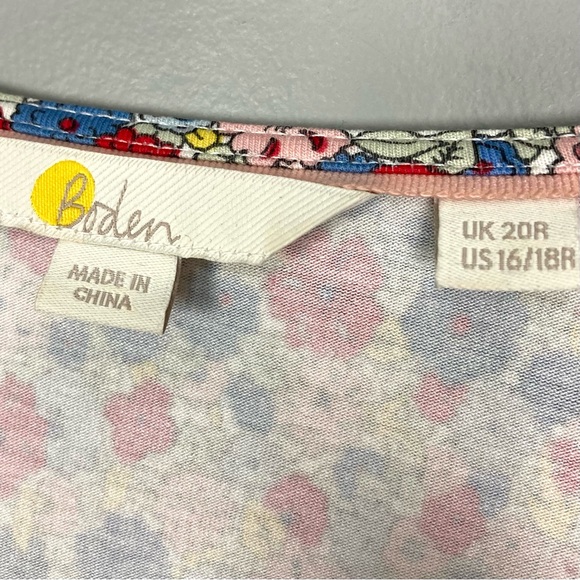 Boden
MADE IN
CHINA
UK 20R
US 16/18R